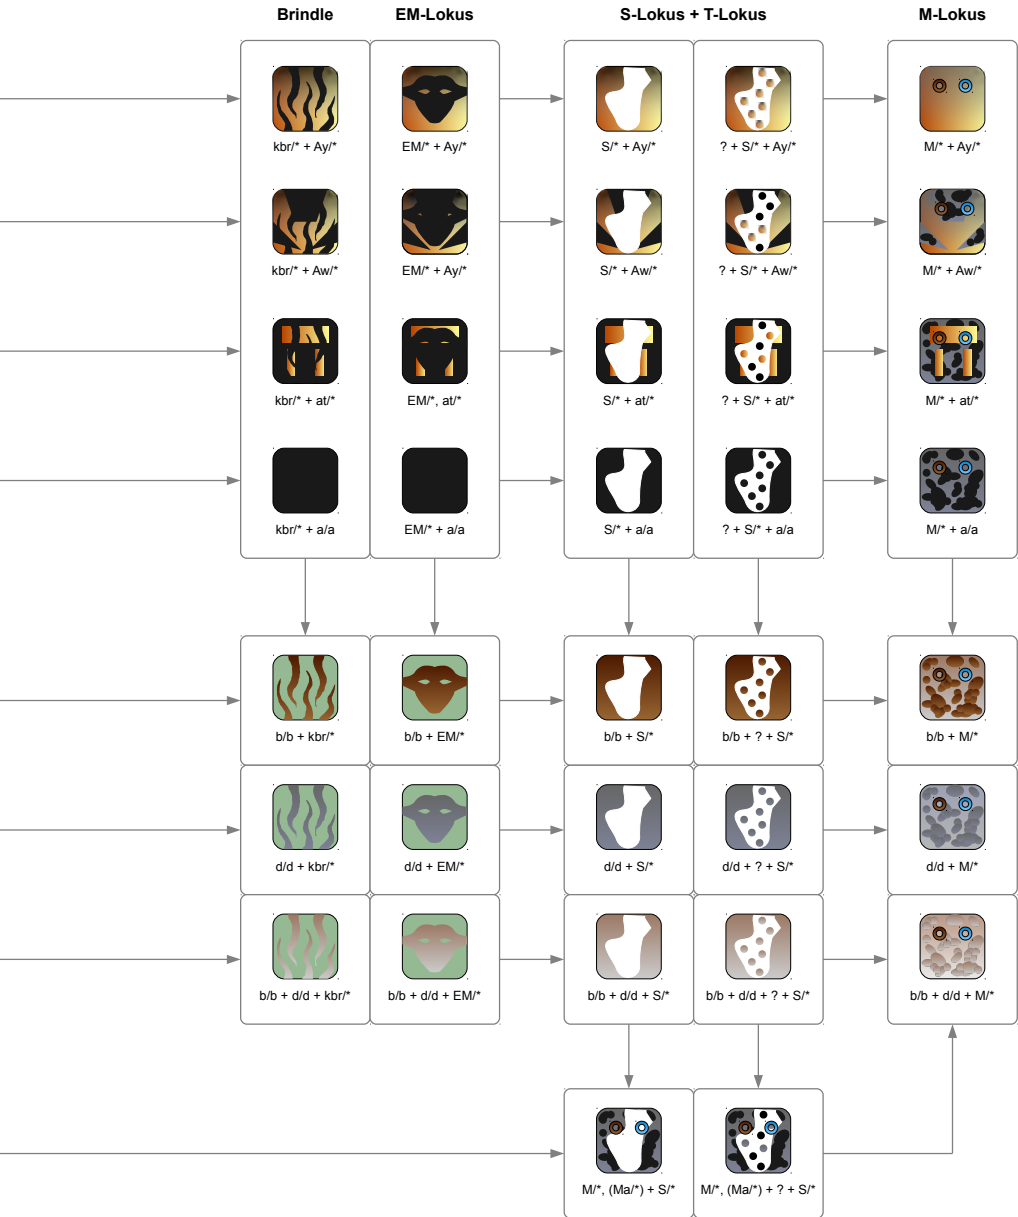 Brindle EM-Lokus S-Lokus + T-Lokus M-Lokus
kbr/* + Ay/* EM/* + Ay/* S/* + Ay/* ? + S/* + Ay/* M/* + Ay/*
kbr/* + Aw/* EM/* + Ay/* S/* + Aw/* ? + S/* + Aw/* M/* + Aw/*
kbr/* + at/* EM/*, at/* S/* + at/* ? + S/* + at/* M/* + at/*
kbr/* + a/a EM/* + a/a S/* + a/a ? + S/* + a/a M/* + a/a
b/b + kbr/* b/b + EM/* b/b + S/* b/b + ? + S/* b/b + M/*
d/d + kbr/* d/d + EM/* d/d + S/* d/d + ? + S/* d/d + M/*
b/b + d/d + kbr/* b/b + d/d + EM/* b/b + d/d + S/* b/b + d/d + ? + S/* b/b + d/d + M/*
M/*, (Ma/*) + S/* M/*, (Ma/*) + ? + S/*